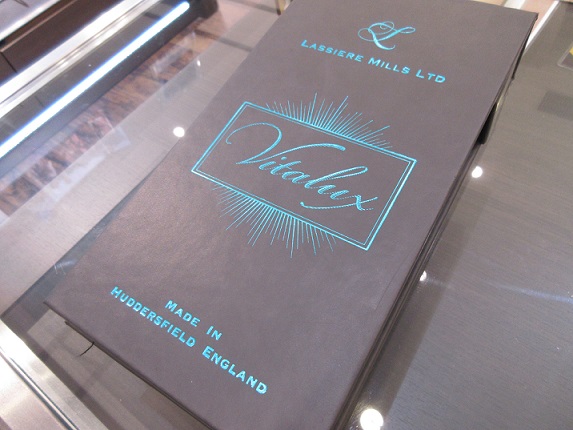 L
LASSIERE MILLS LTD
Vitalux
MADE IN
HUDDERSFIELD ENGLAND